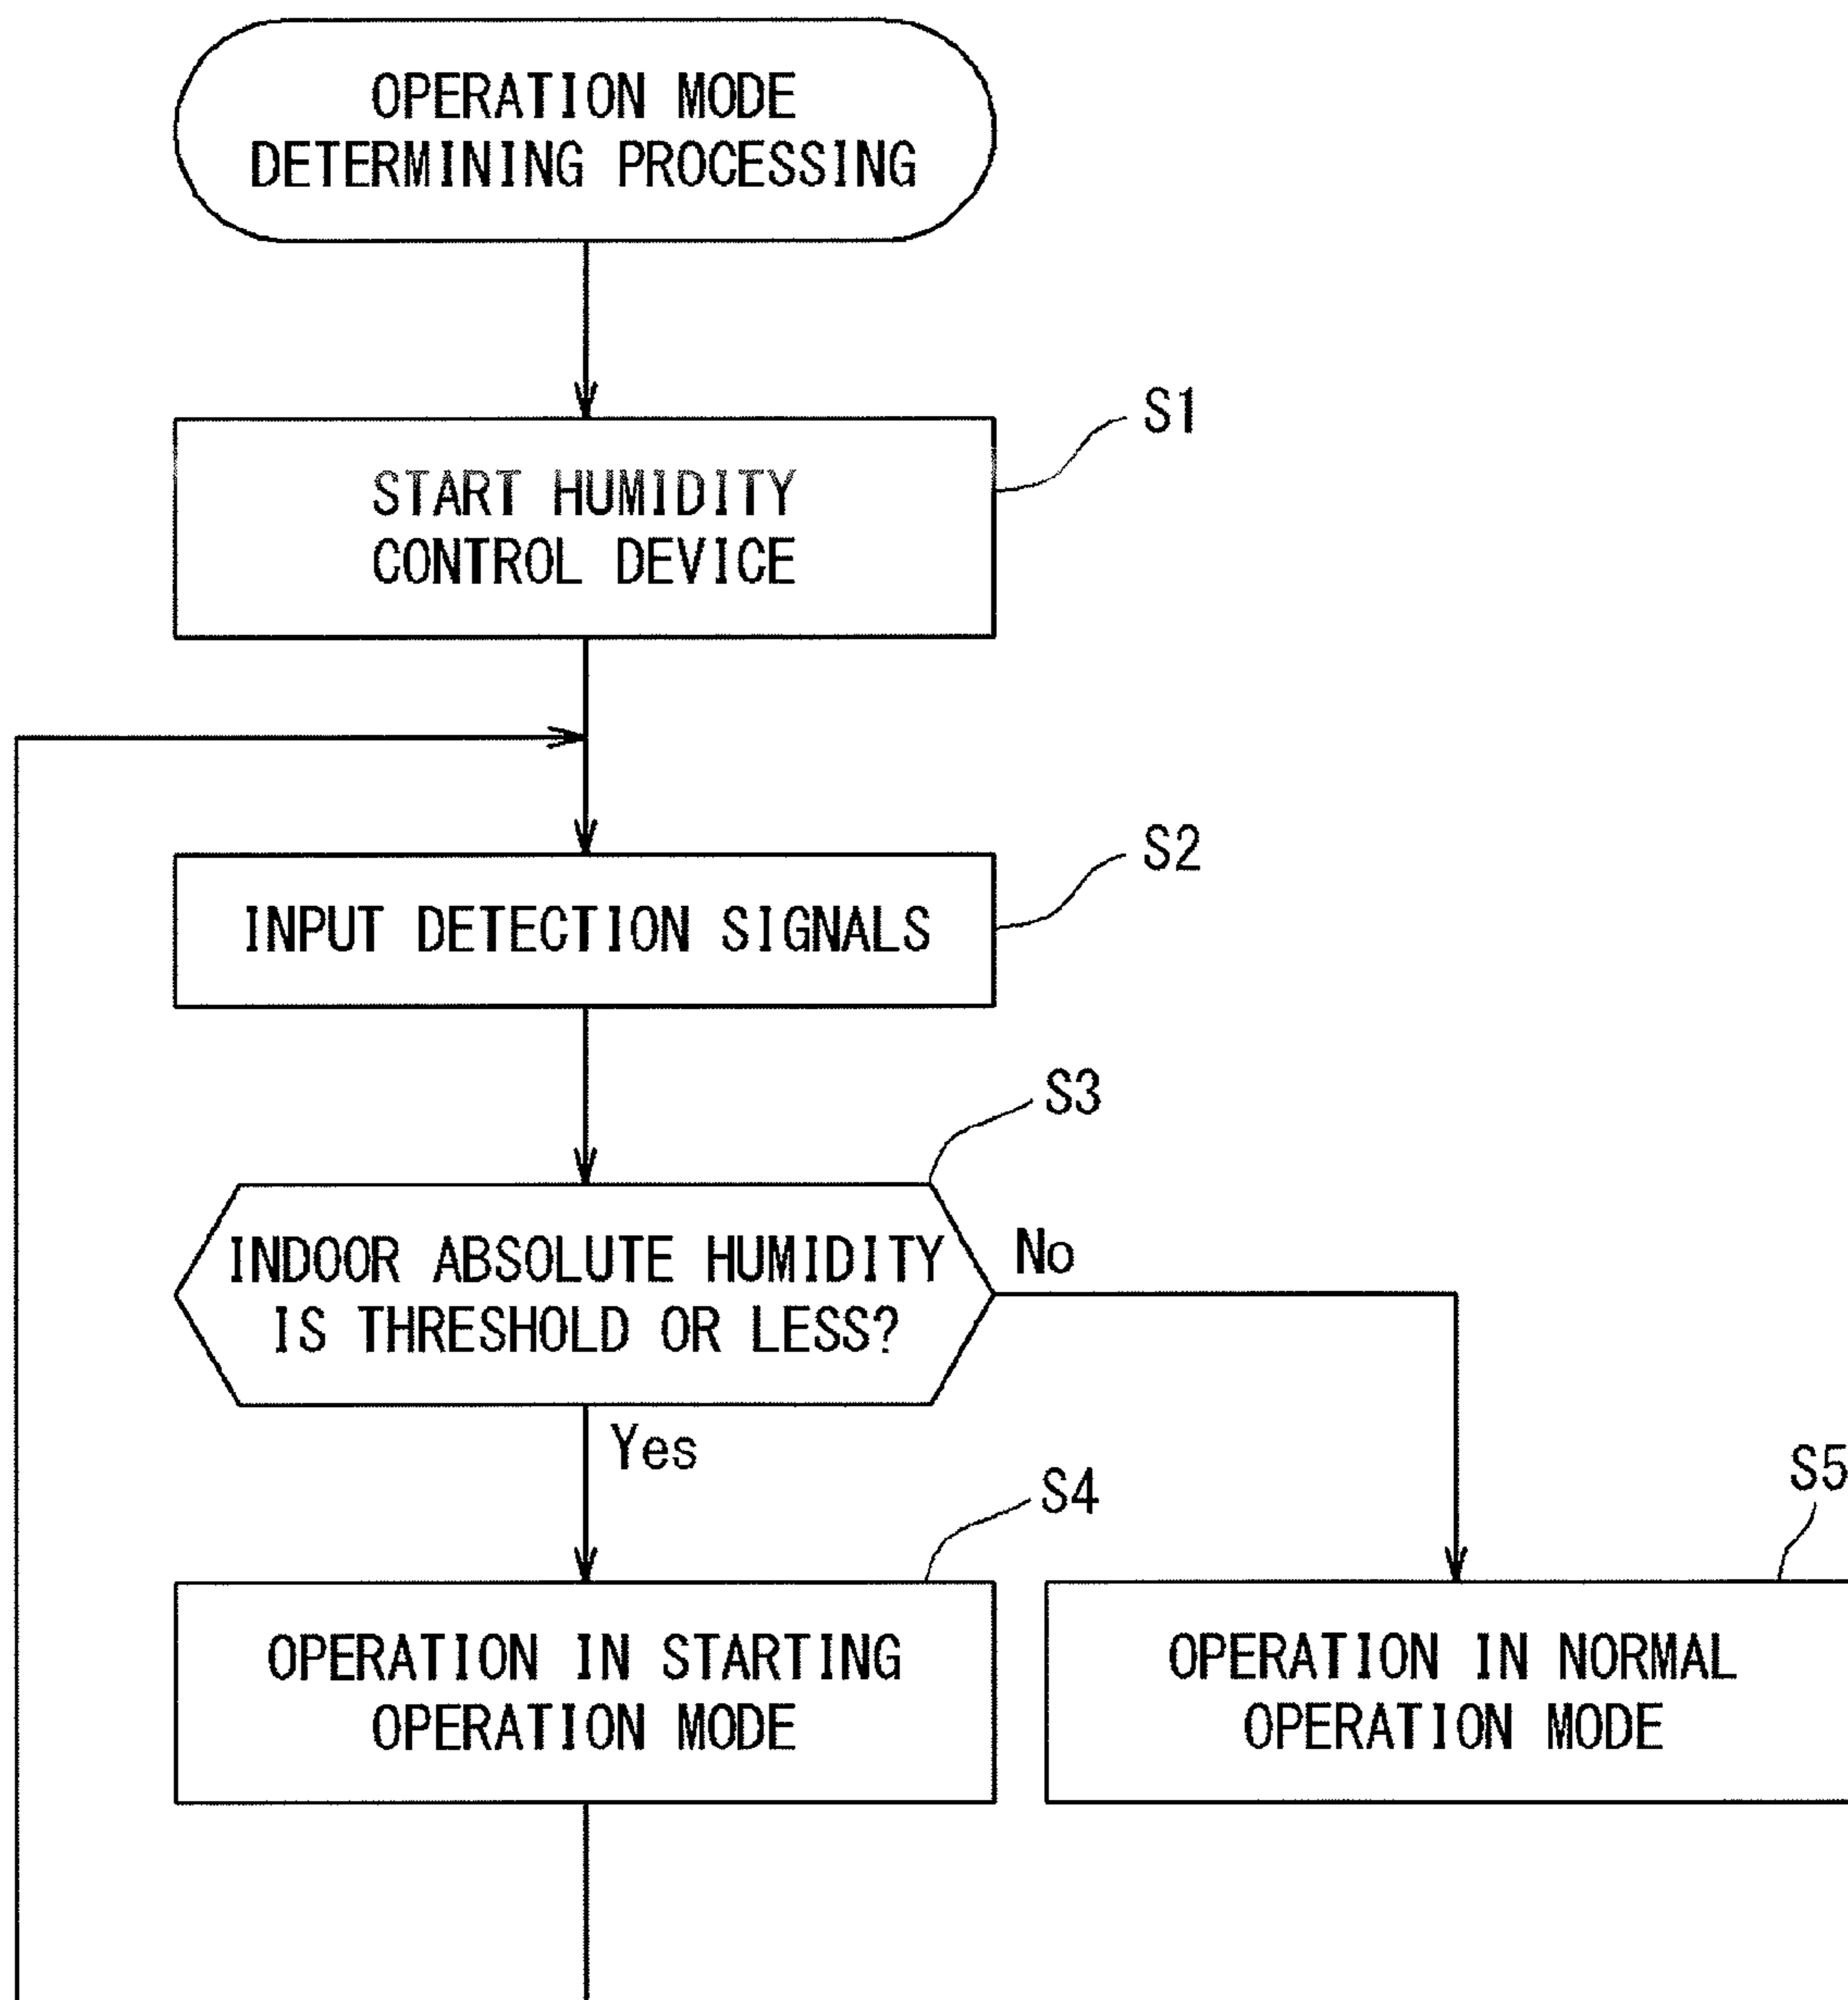 OPERATION MODE
DETERMINING PROCESSING
S1
START HUMIDITY
CONTROL DEVICE
S2
INPUT DETECTION SIGNALS
S3
INDOOR ABSOLUTE HUMIDITY
IS THRESHOLD OR LESS?
No
Yes
S4
S5
OPERATION IN STARTING
OPERATION MODE
OPERATION IN NORMAL
OPERATION MODE